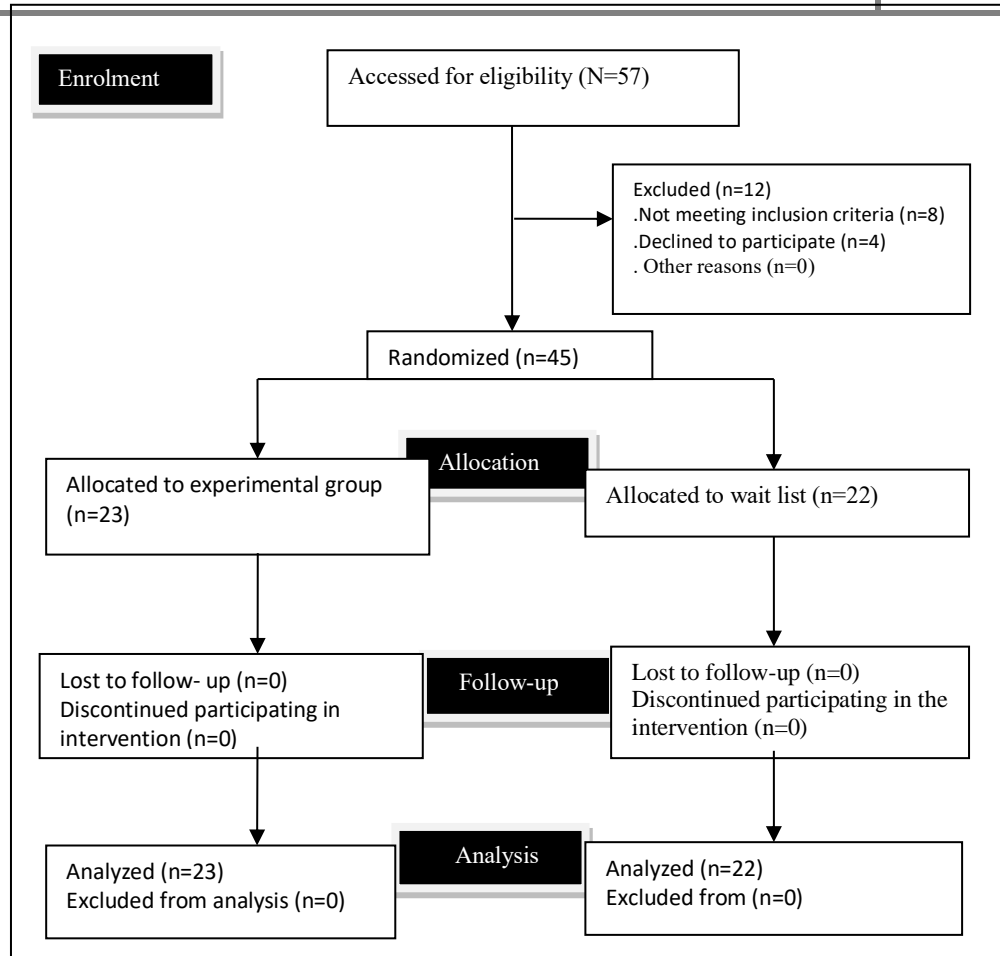 Enrolment
Accessed for eligibility (N=57)
Excluded (n=12)
.Not meeting inclusion criteria (n=8)
.Declined to participate (n=4)
. Other reasons (n=0)
Randomized (n=45)
Allocation
Allocated to experimental group
(n=23)
Allocated to wait list (n=22)
Lost to follow- up (n=0)
Discontinued participating in
intervention (n=0)
Follow-up
Lost to follow-up (n=0)
Discontinued participating in the
intervention (n=0)
Analyzed (n=23)
Excluded from analysis (n=0)
Analysis
Analyzed (n=22)
Excluded from (n=0)